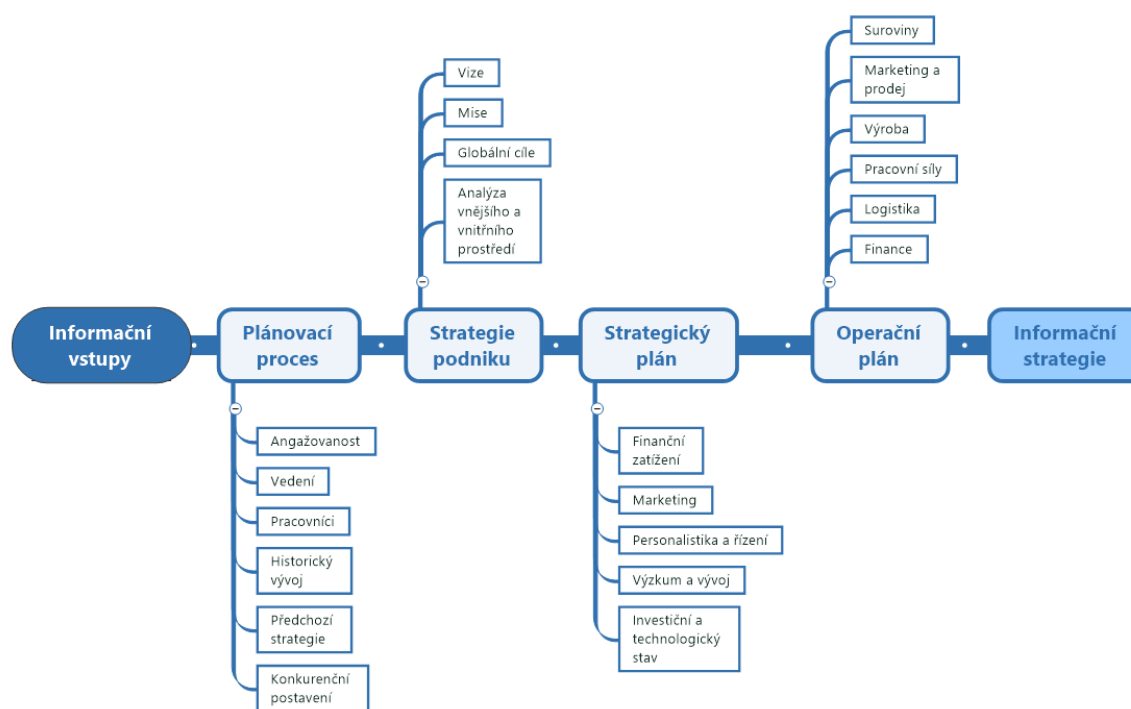 Suroviny
Marketing a
prodej
Výroba
Pracovní síly
Logistika
Finance
Vize
Mise
Globální cíle
Analýza
vnějšího a
vnitřního
prostředí
Informační
vstupy
Plánovací
proces
Strategie
podniku
Strategický
plán
Operační
plán
Informační
strategie
Angažovanost
Vedení
Pracovníci
Historický
vývoj
Předchozí
strategie
Konkurenční
postavení
Finanční
zatížení
Marketing
Personalistika a řízení
Výzkum a vývoj
Investiční a
technologický
stav